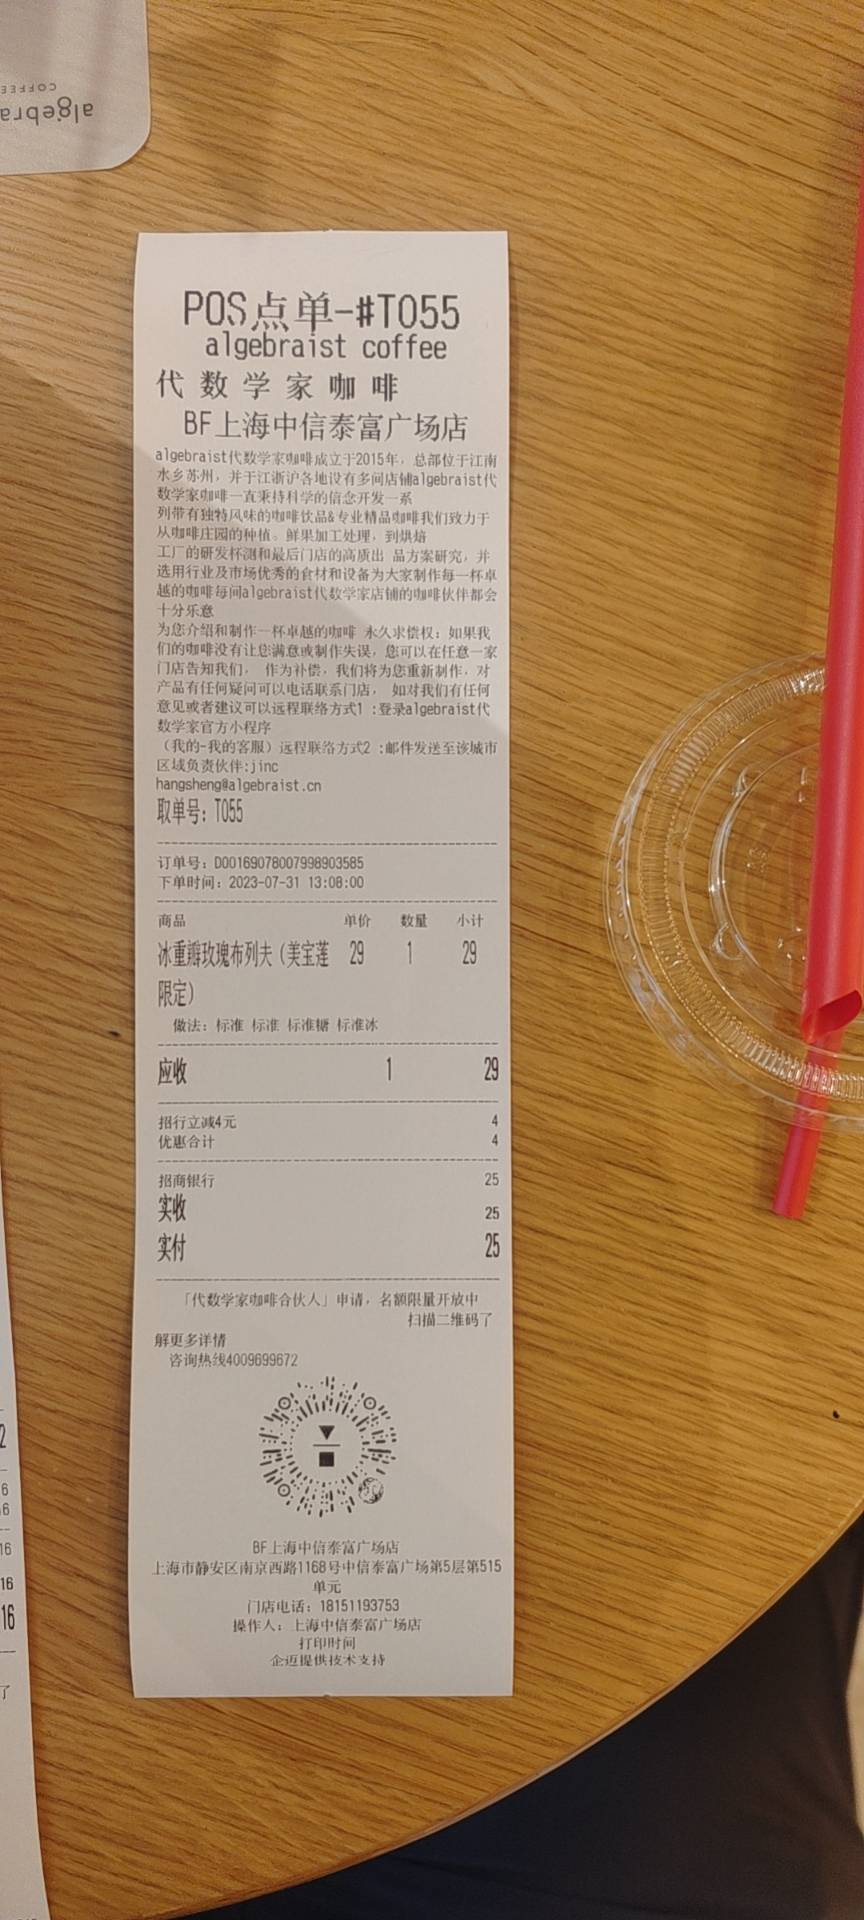 algebra
COFFEE
POS点单-#T055
algebraist coffee
代数学家咖啡
BF上海中信泰富广场店
algebraist代数学家咖啡成立于2015年，总部位于江南
水乡苏州，并于江浙沪各地设有多间店铺algebraist代
数学家咖啡一直秉持科学的信念开发一系
列带有独特风味的咖啡饮品&专业精品咖啡我们致力于
从咖啡庄园的种植。鲜果加工处理，到烘焙
工厂的研发杯测和最后门店的高质出 品方案研究，并
选用行业及市场优秀的食材和设备为大家制作每一杯卓
越的咖啡每间algebraist代数学家店铺的咖啡伙伴都会
十分乐意
为您介绍和制作一杯卓越的咖啡 永久求偿权：如果我
们的咖啡没有让您满意或制作失误，您可以在任意一家
门店告知我们， 作为补偿，我们将为您重新制作，对
产品有任何疑问可以电话联系门店， 如对我们有任何
意见或者建议可以远程联络方式1 :登录algebraist代
数学家官方小程序
（我的-我的客服）远程联络方式2 :邮件发送至该城市
区域负责伙伴:jinc
hangsheng@algebraist.cn
取单号：T055
订单号：D00169078007998903585
下单时间：2023-07-31 13:08:00
商品 单价 数量 小计
冰重瓣玫瑰布列夫（美宝莲 29 1 29
限定）
做法：标准 标准 标准糖 标准冰
应收 1 29
招行立减4元 4
优惠合计 4
招商银行 25
实收 25
实付 25
「代数学家咖啡合伙人」申请，名额限量开放中
扫描二维码了
解更多详情
咨询热线4009699672
BF上海中信泰富广场店
上海市静安区南京西路1168号中信泰富广场第5层第515
单元
门店电话：18151193753
操作人：上海中信泰富广场店
打印时间
企迈提供技术支持
2
6
6
16
16
16
了